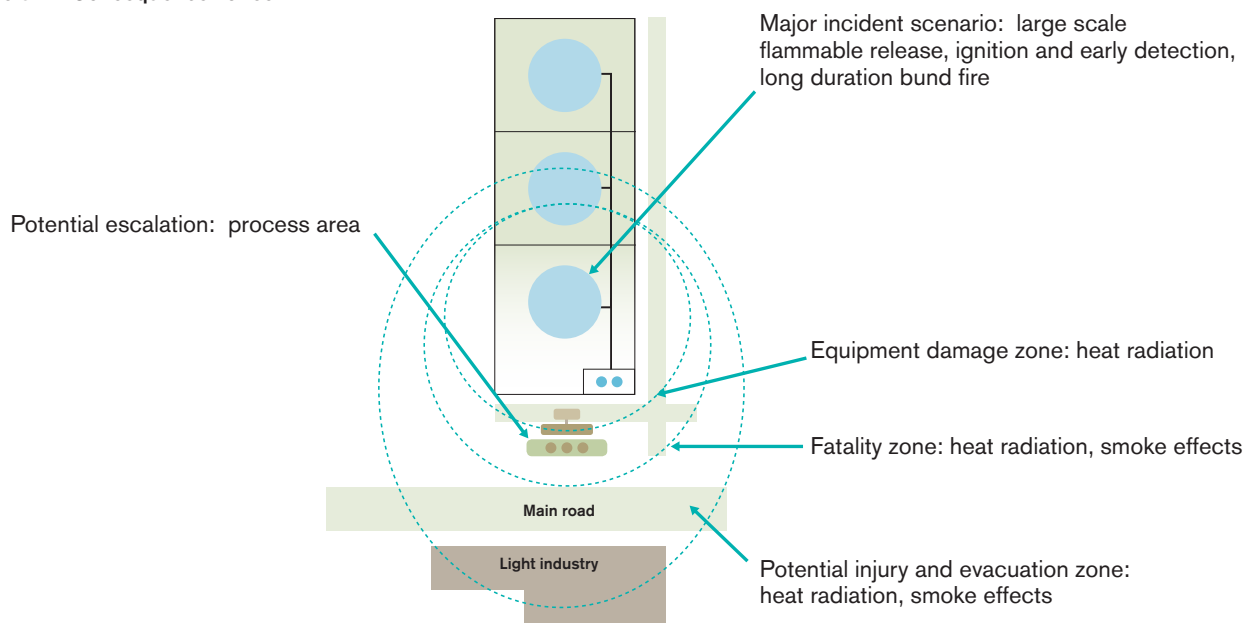 Major incident scenario: large scale
flammable release, ignition and early detection,
long duration bund fire
Potential escalation: process area
Equipment damage zone: heat radiation
Fatality zone: heat radiation, smoke effects
Main road
Light industry
Potential injury and evacuation zone:
heat radiation, smoke effects